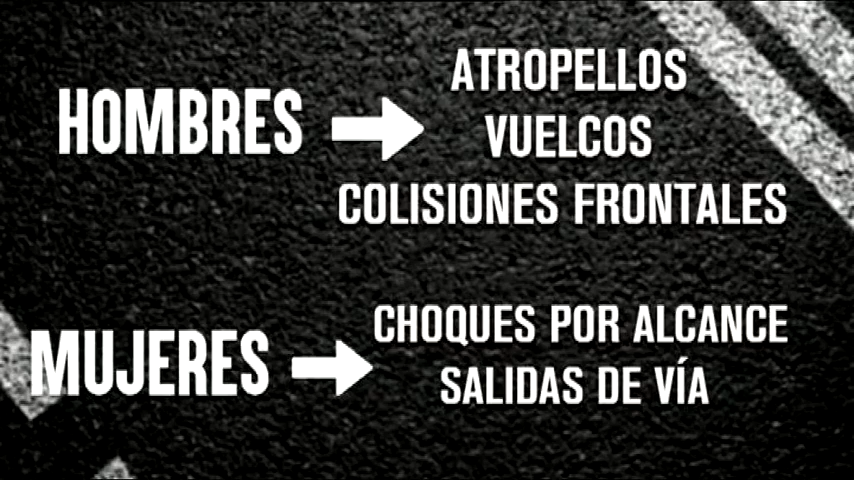 HOMBRES
ATROPELLOS
VUELCOS
COLISIONES FRONTALES
MUJERES
CHOQUES POR ALCANCE
SALIDAS DE VÍA